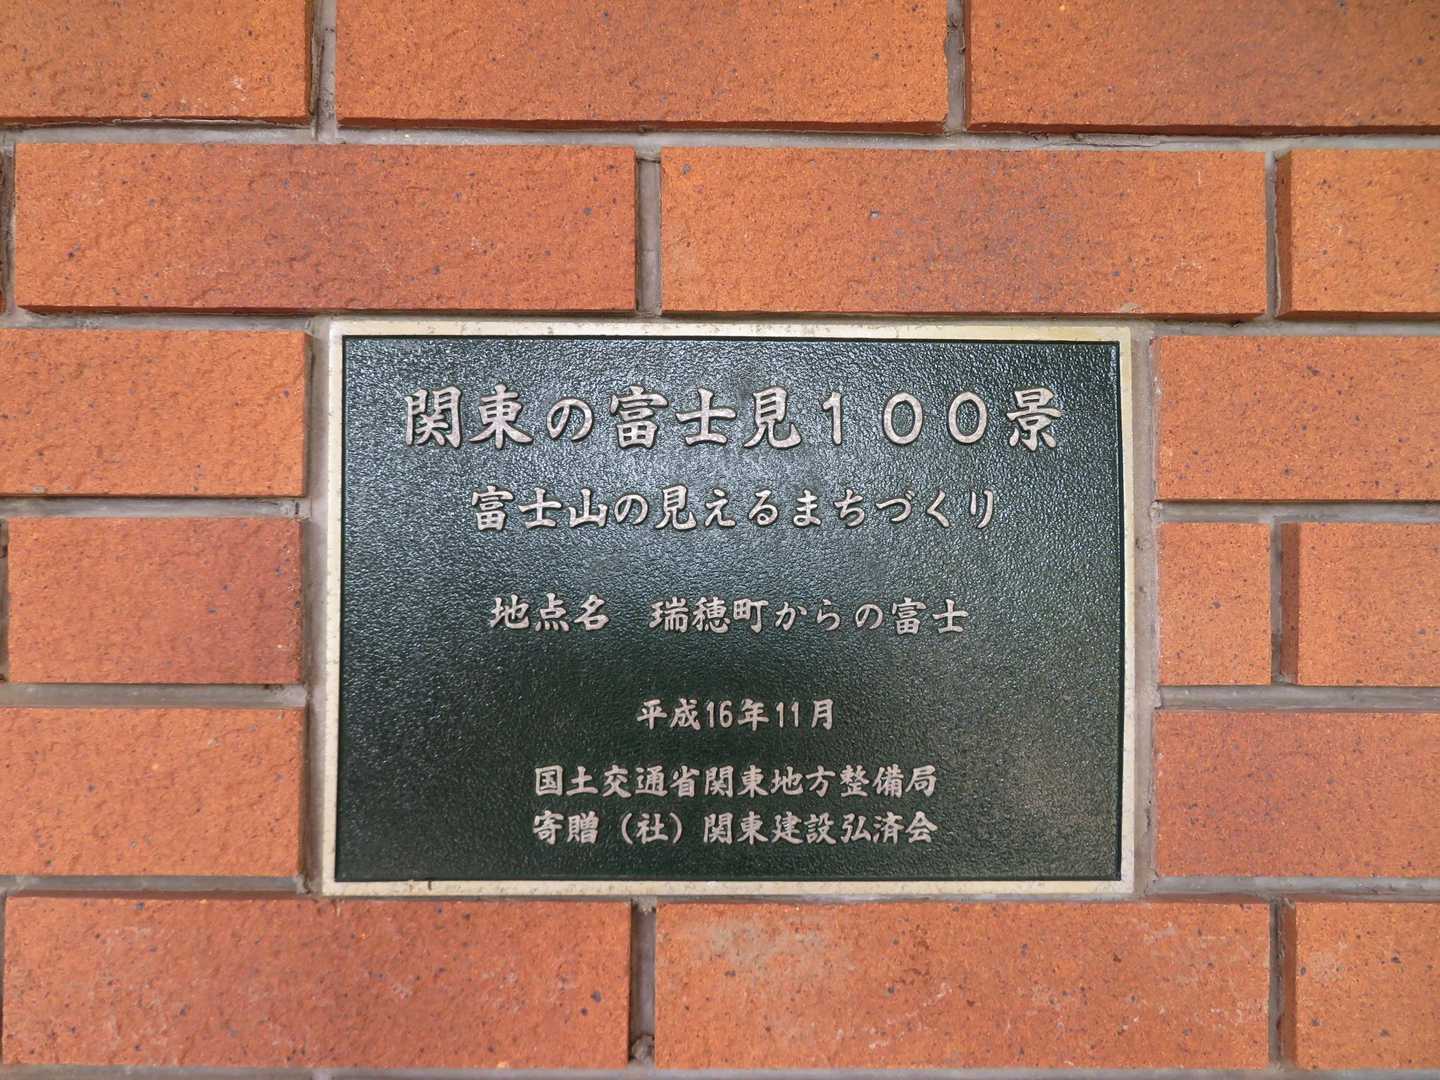 関東の富士見１００景
富士山の見えるまちづくり
地点名　瑞穂町からの富士
平成16年11月
国土交通省関東地方整備局
寄贈（社）関東建設弘済会